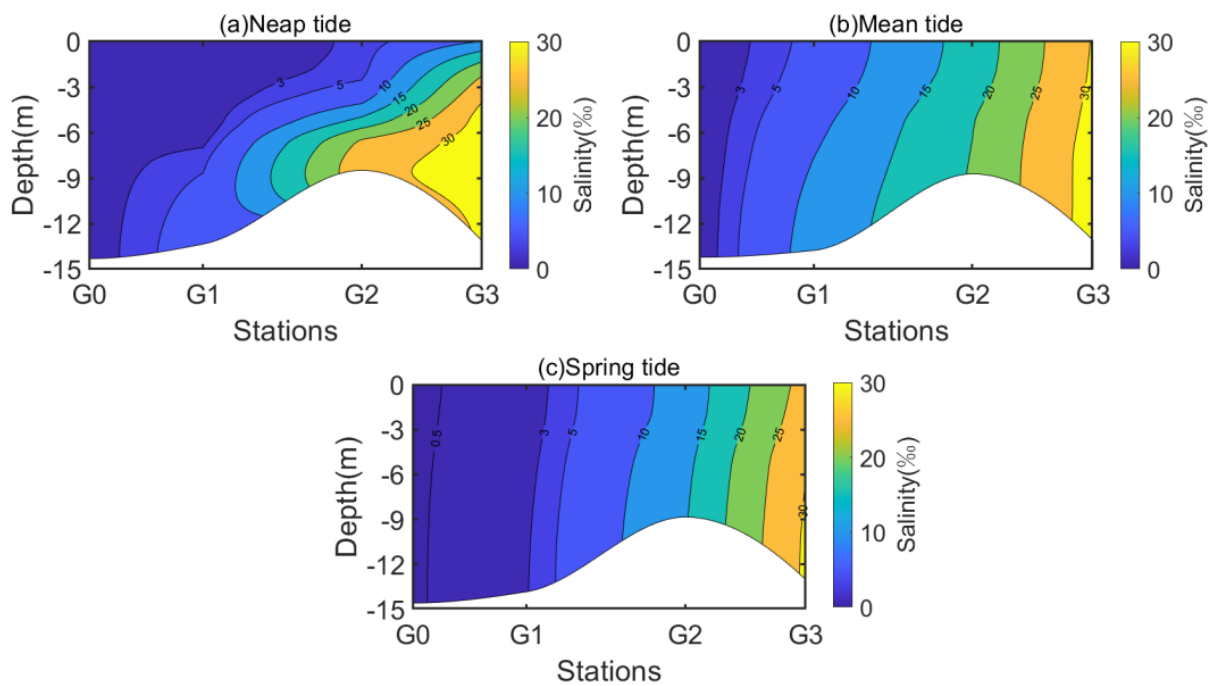 (a)Neap tide
0
-3
-6
-9
-12
-15
Depth(m)
3
5
10
15
20
25
30
G0
G1
G2
G3
Stations
30
20
10
0
Salinity(‰)
(b)Mean tide
0
-3
-6
-9
-12
-15
Depth(m)
3
5
10
15
20
25
30
G0
G1
G2
G3
Stations
30
20
10
0
Salinity(‰)
(c)Spring tide
0
-3
-6
-9
-12
-15
Depth(m)
0.5
3
5
10
15
20
25
30
G0
G1
G2
G3
Stations
30
20
10
0
Salinity(‰)